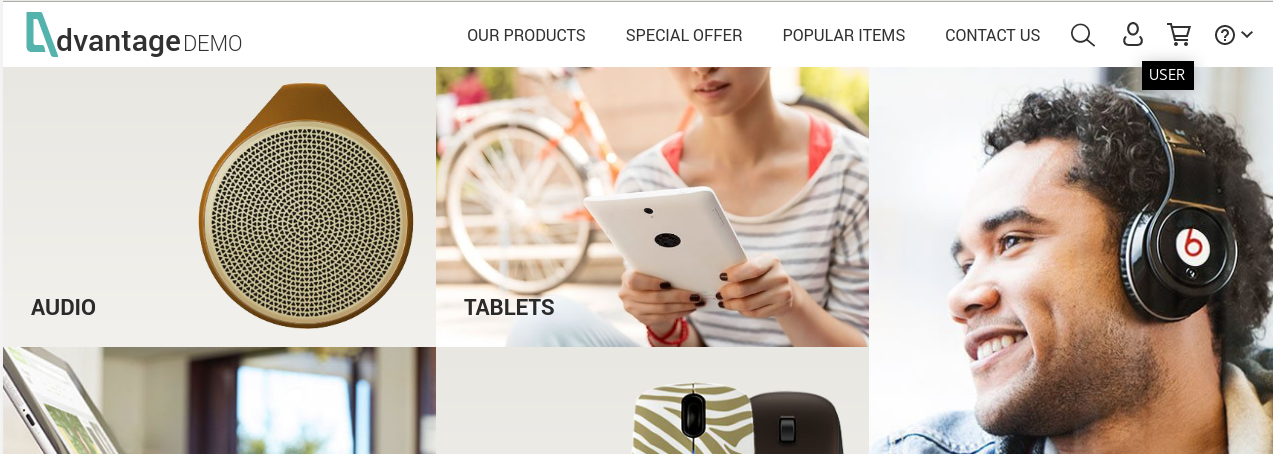 dvantage DEMO
OUR PRODUCTS SPECIAL OFFER POPULAR ITEMS CONTACT US
USER
AUDIO
TABLETS
b